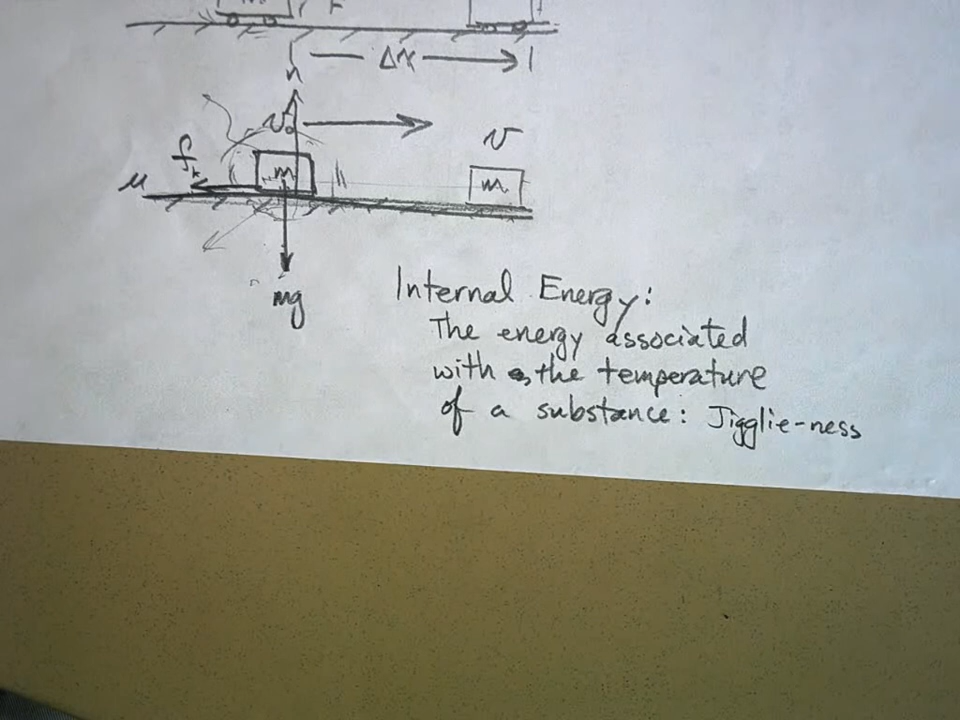 m F
Δx
n
v₀ v
f_k m m
μ
mg
Internal Energy:
The energy associated
with the temperature
of a substance: Jigglie-ness